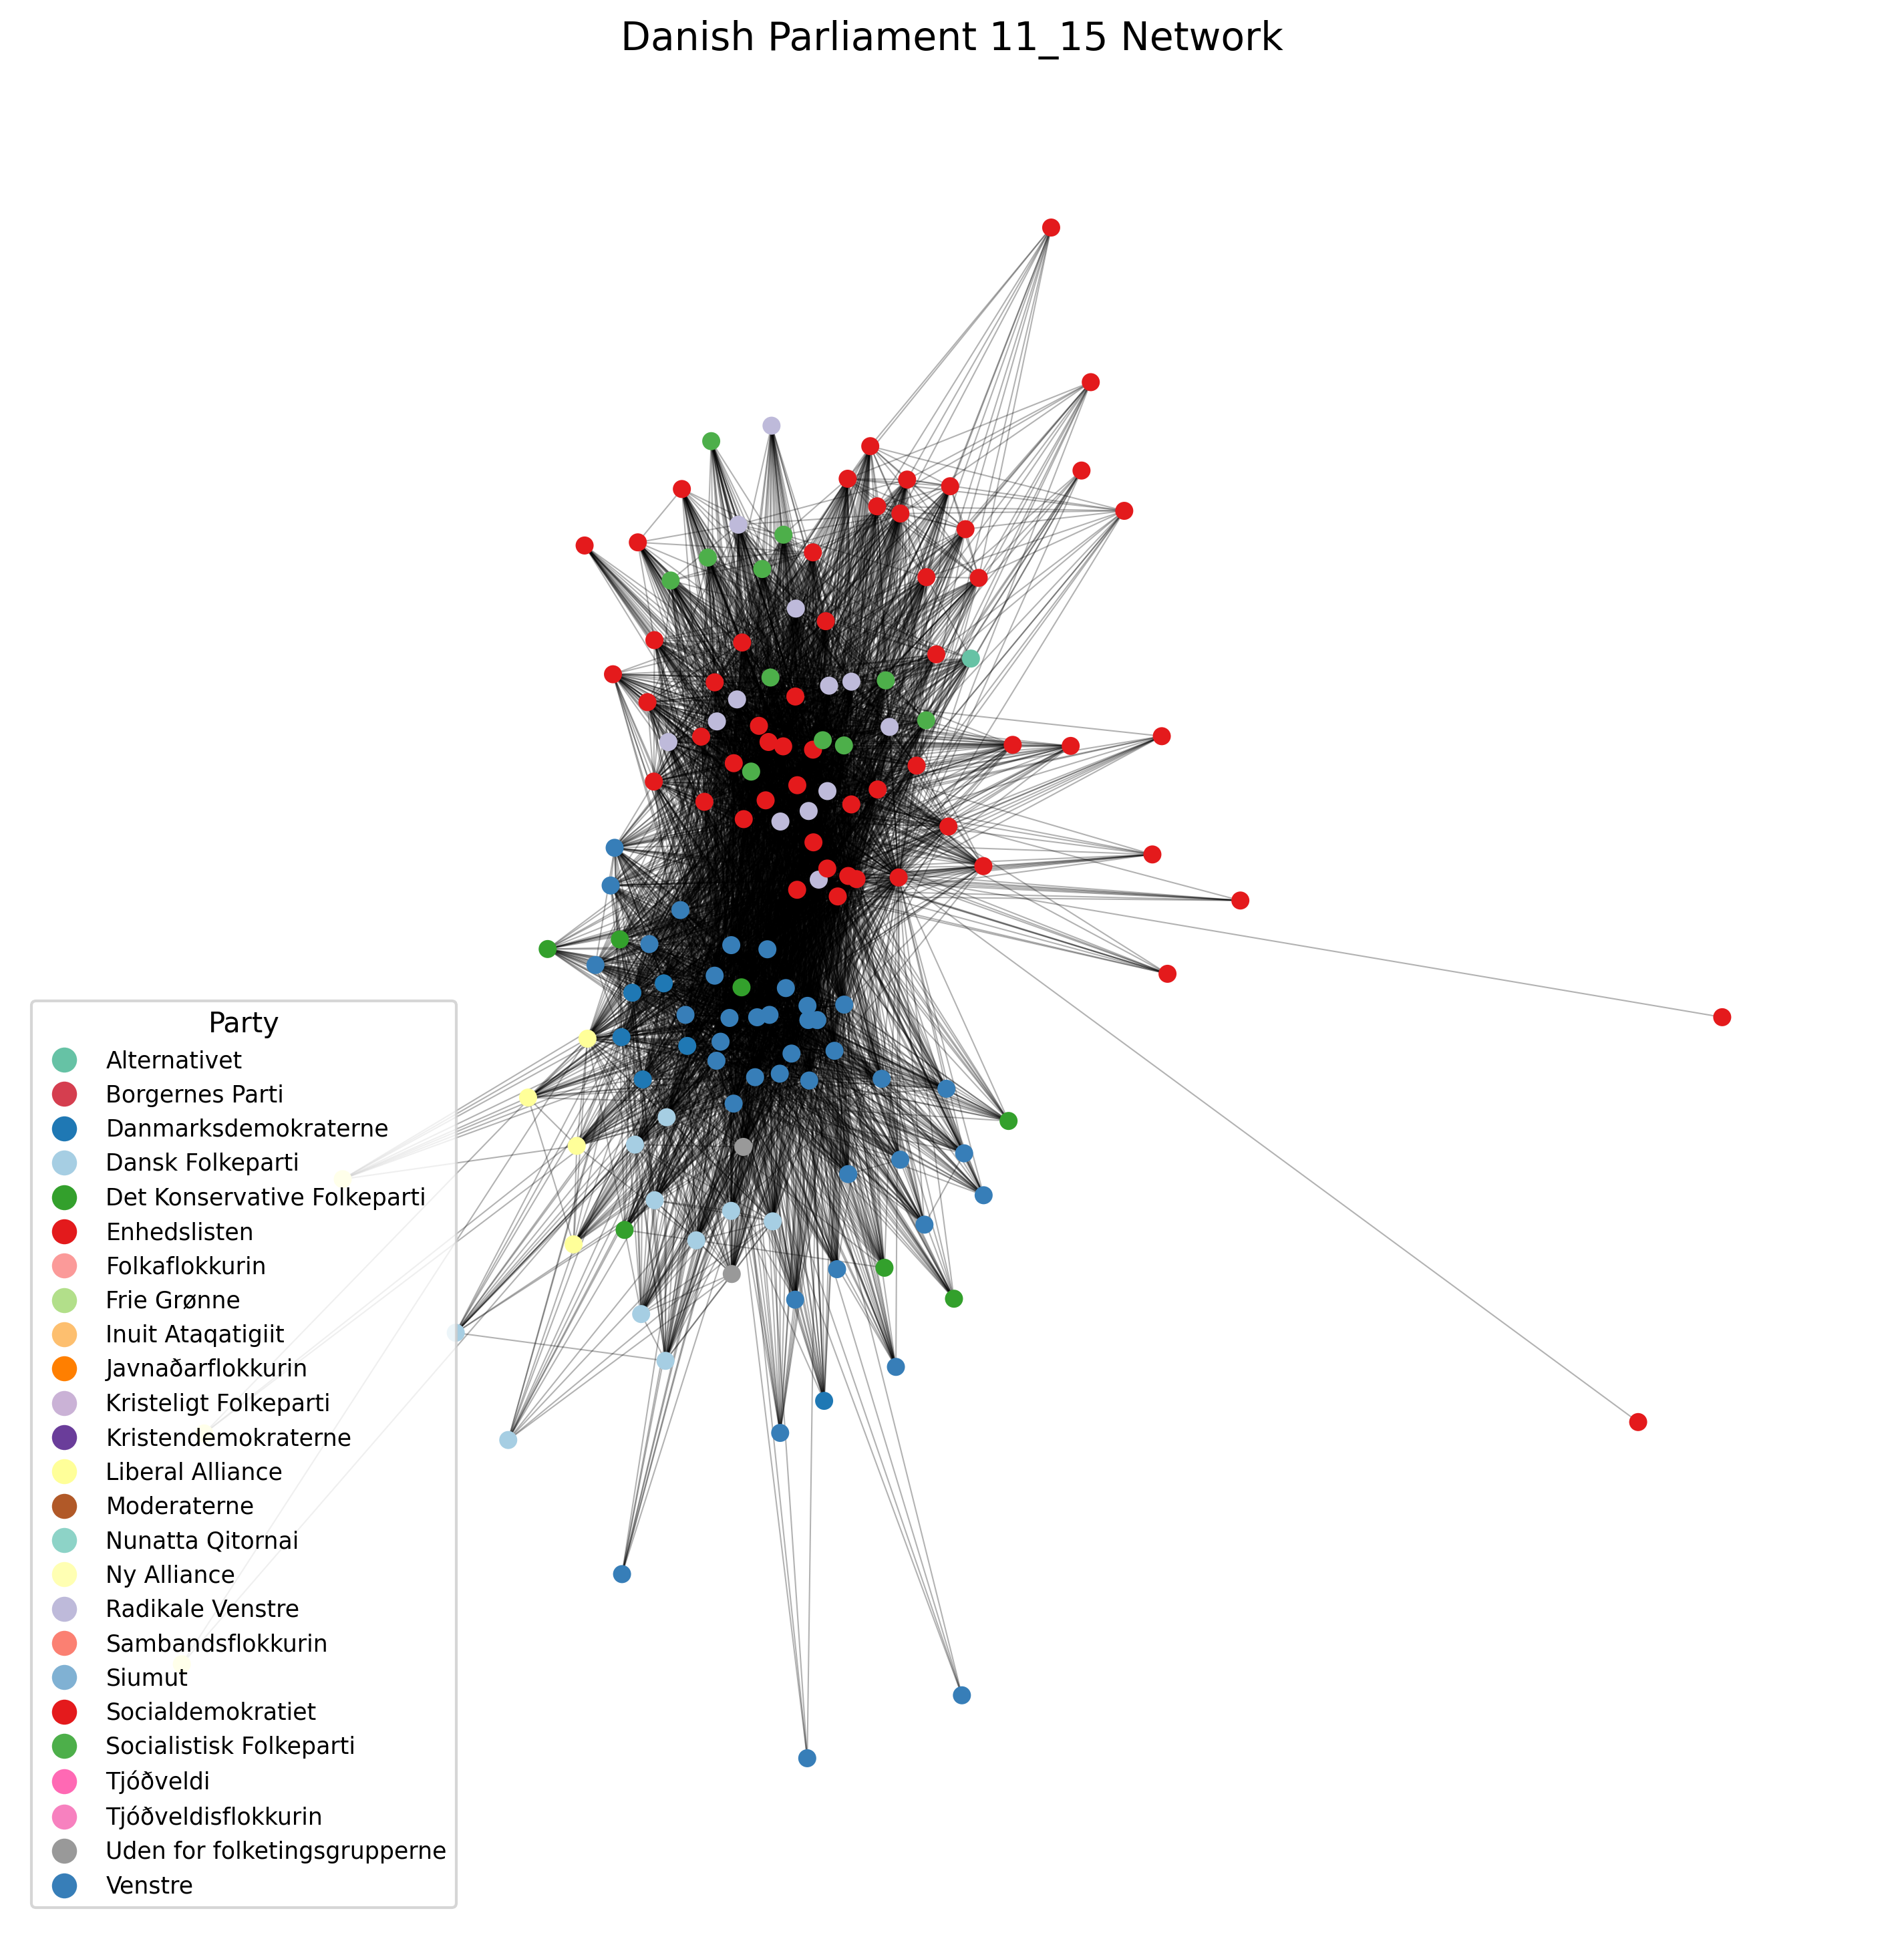 Danish Parliament 11_15 Network
Party
Alternativet
Borgernes Parti
Danmarksdemokraterne
Dansk Folkeparti
Det Konservative Folkeparti
Enhedslisten
Folkaflokkurin
Frie Grønne
Inuit Ataqatigiit
Javnaðarflokkurin
Kristeligt Folkeparti
Kristendemokraterne
Liberal Alliance
Moderaterne
Nunatta Qitornai
Ny Alliance
Radikale Venstre
Sambandsflokkurin
Siumut
Socialdemokratiet
Socialistisk Folkeparti
Tjóðveldi
Tjóðveldisflokkurin
Uden for folketingsgrupperne
Venstre